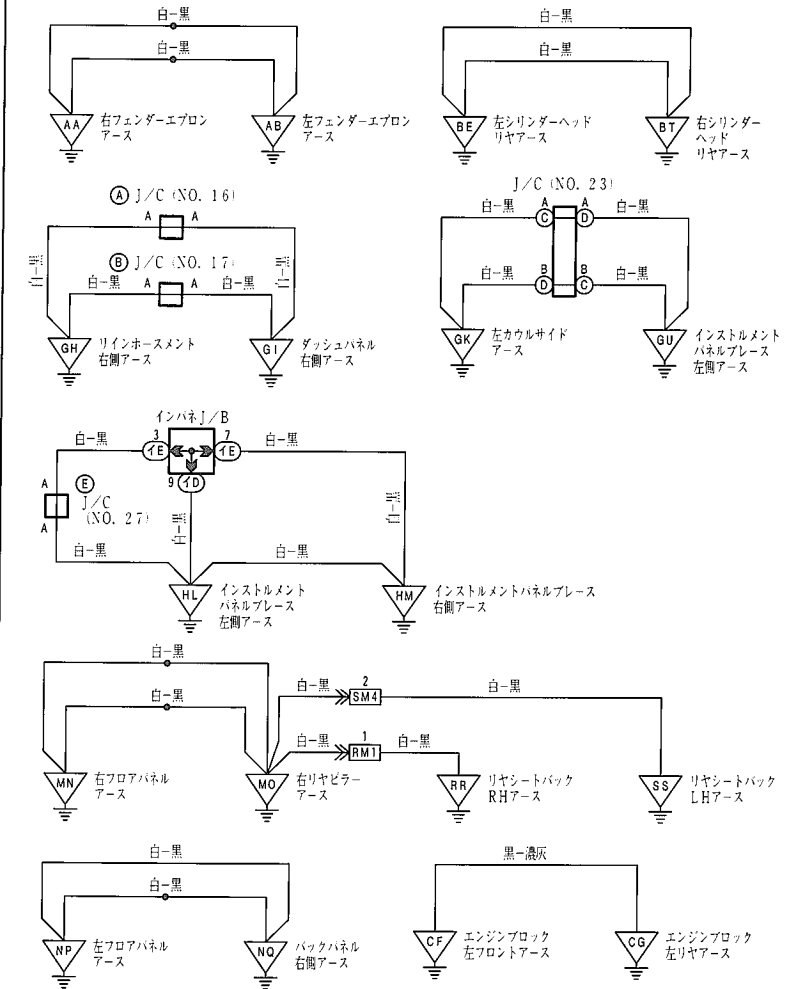 白－黒
白－黒
AA
右フェンダーエプロン
アース
AB
左フェンダーエプロン
アース
白－黒
白－黒
BE
左シリンダーヘッド
リヤアース
BT
右シリンダー
ヘッド
リヤアース
Ⓐ J／C (NO. 16)
A A
白－黒
白－黒
Ⓑ J／C (NO. 17)
白－黒
A A
白－黒
GH
リインホースメント
右側アース
GI
ダッシュパネル
右側アース
J／C (NO. 23)
白－黒
A
C
A
D
白－黒
白－黒
B
D
B
C
白－黒
GK
左カウルサイド
アース
GU
インストルメント
パネルブレース
左側アース
インパネJ／B
白－黒
3
イE
7
イE
白－黒
9
イD
A
Ⓔ
J／C
(NO. 27)
A
白－黒
白－黒
白－黒
白－黒
HL
インストルメント
パネルブレース
左側アース
HM
インストルメントパネルブレース
右側アース
白－黒
白－黒
白－黒
2
SM4
白－黒
白－黒
1
RM1
白－黒
MN
右フロアパネル
アース
MO
右リヤピラー
アース
RR
リヤシートバック
RHアース
SS
リヤシートバック
LHアース
白－黒
白－黒
NP
左フロアパネル
アース
NQ
バックパネル
右側アース
黒－濃灰
CF
エンジンブロック
左フロントアース
CG
エンジンブロック
左リヤアース